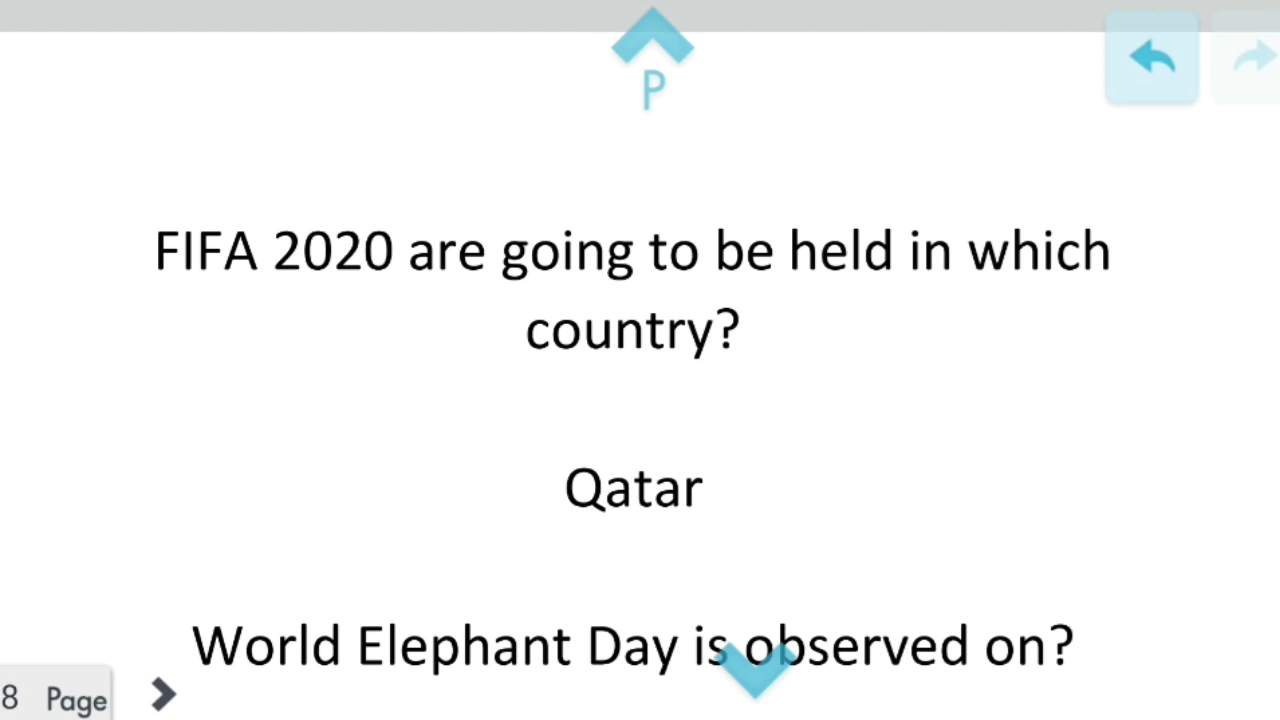 P
FIFA 2020 are going to be held in which
country?
Qatar
World Elephant Day is observed on?
8 Page